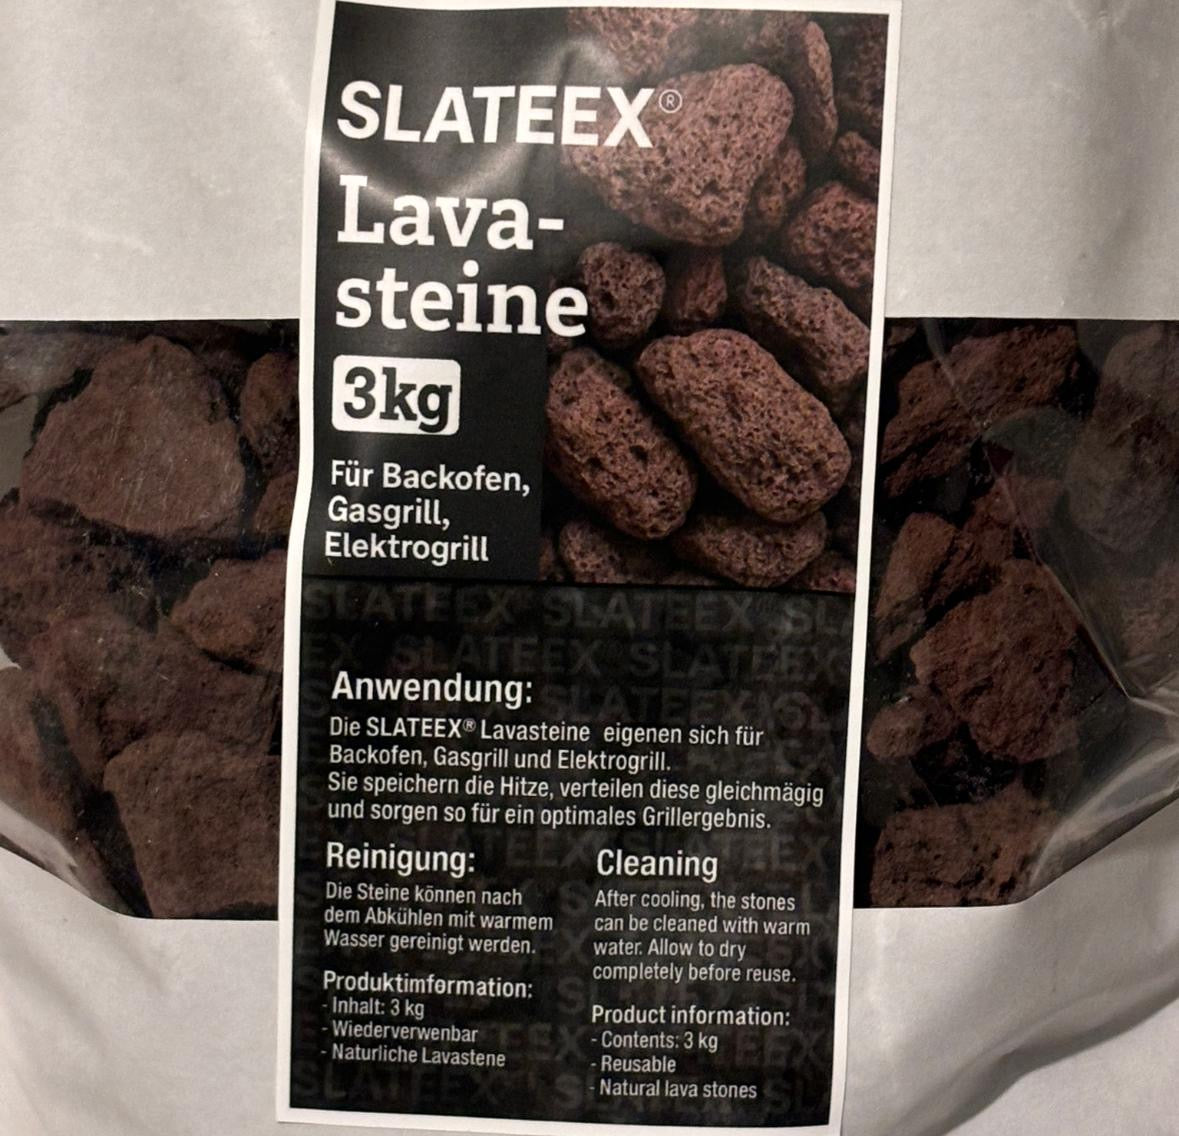 SLATEEX®
Lava-
steine
3kg
Für Backofen,
Gasgrill,
Elektrogrill
Anwendung:
Die SLATEEX® Lavasteine eigenen sich für
Backofen, Gasgrill und Elektrogrill.
Sie speichern die Hitze, verteilen diese gleichmägig
und sorgen so für ein optimales Grillergebnis.
Reinigung:
Die Steine können nach
dem Abkühlen mit warmem
Wasser gereinigt werden.
Produktimformation:
- Inhalt: 3 kg
- Wiederverwenbar
- Naturliche Lavastene
Cleaning
After cooling, the stones
can be cleaned with warm
water. Allow to dry
completely before reuse.
Product information:
- Contents: 3 kg
- Reusable
- Natural lava stones